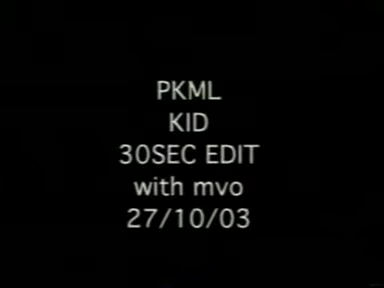 PKML
KID
30SEC EDIT
with mvo
27/10/03